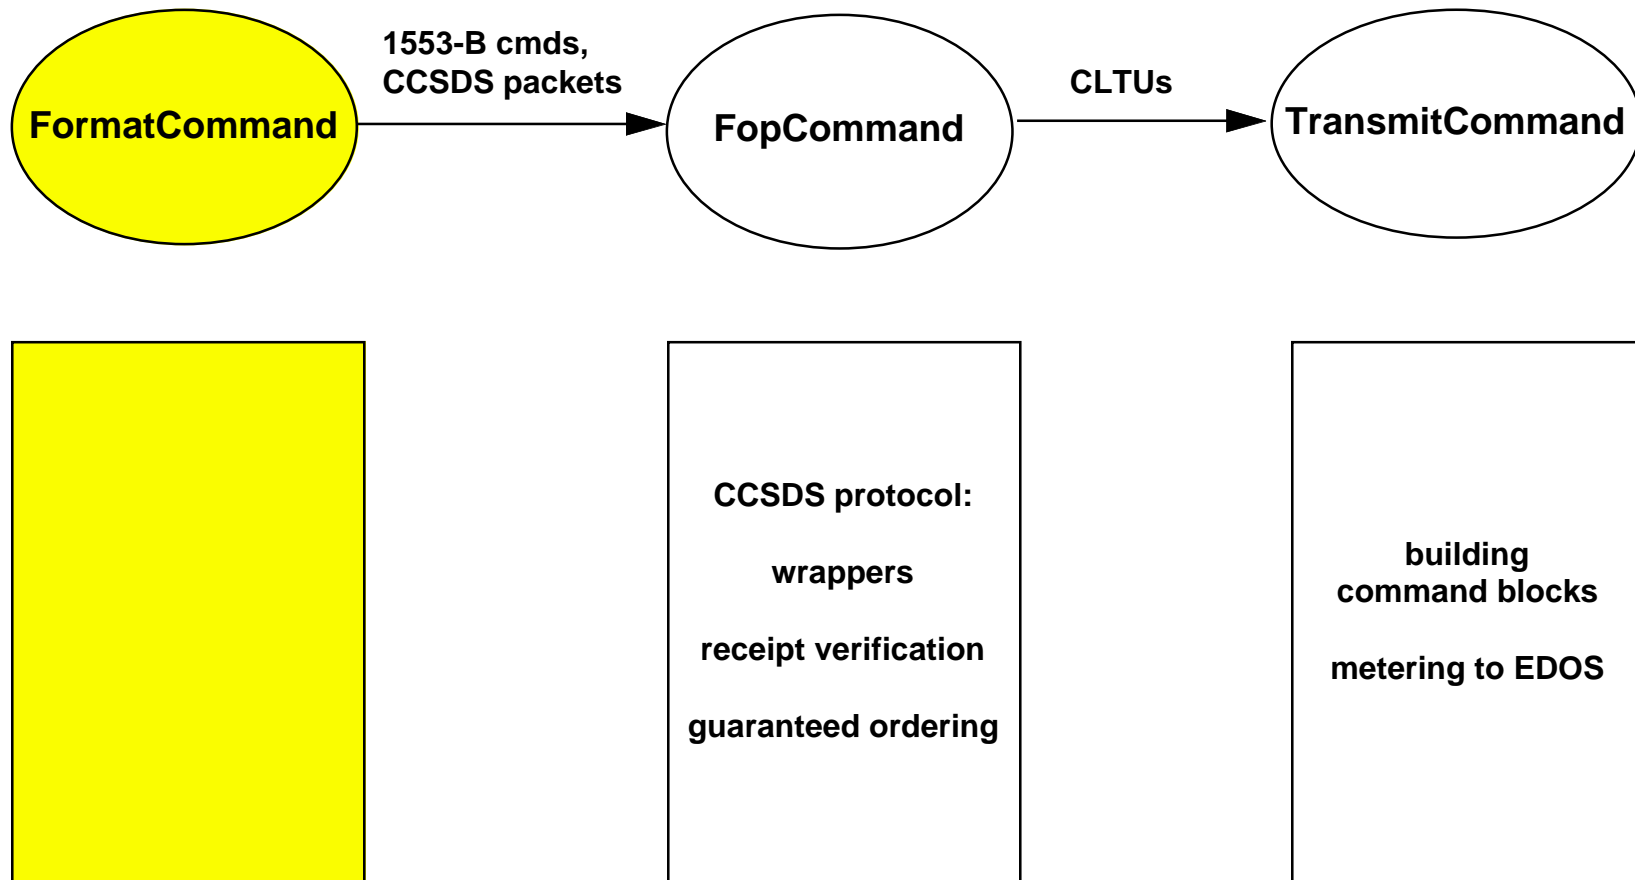 1553-B cmds,
CCSDS packets
CLTUs
FormatCommand
FopCommand
TransmitCommand
CCSDS protocol:
wrappers
receipt verification
guaranteed ordering
building
command blocks
metering to EDOS